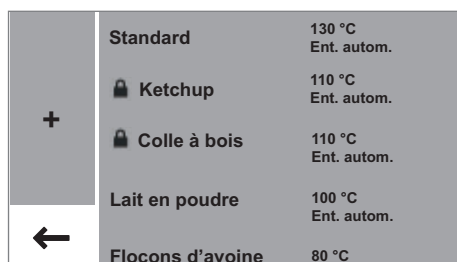 Standard 130 °C
Ent. autom.
Ketchup 110 °C
Ent. autom.
+
Colle à bois 110 °C
Ent. autom.
Lait en poudre 100 °C
Ent. autom.
Flocons d'avoine 80 °C